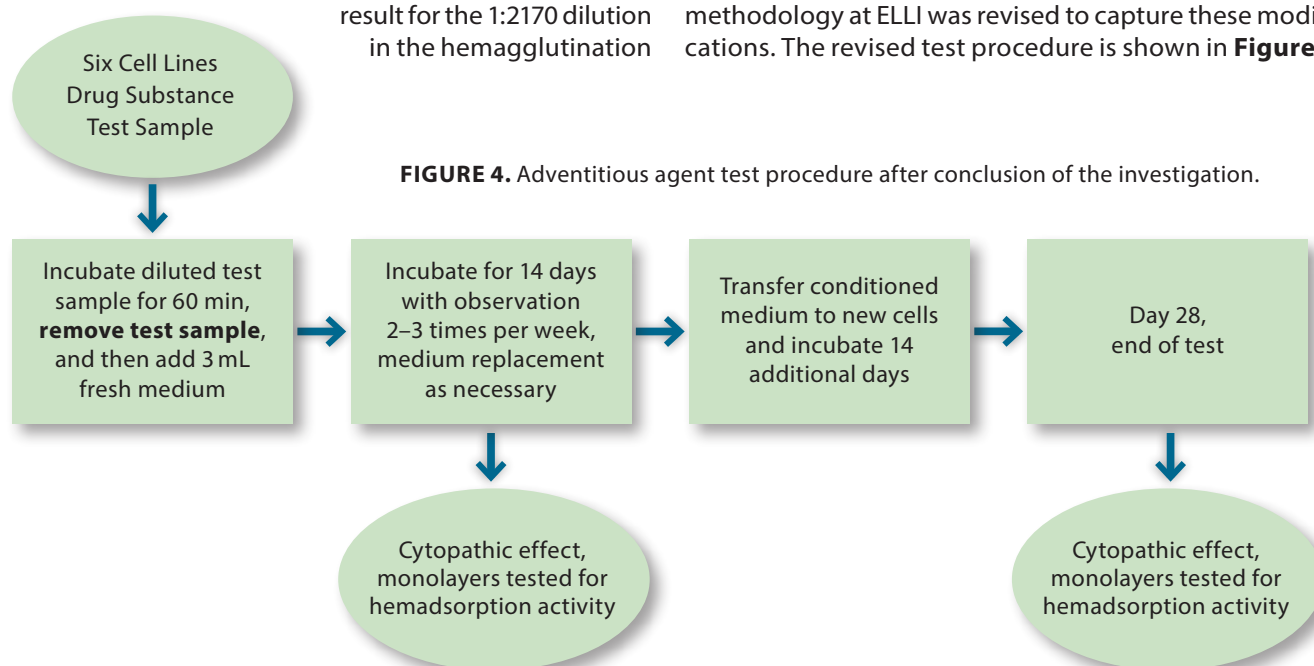 result for the 1:2170 dilution
in the hemagglutination
methodology at ELLI was revised to capture these modi
cations. The revised test procedure is shown in Figure
Six Cell Lines
Drug Substance
Test Sample
FIGURE 4. Adventitious agent test procedure after conclusion of the investigation.
Incubate diluted test
sample for 60 min,
remove test sample,
and then add 3 mL
fresh medium
Incubate for 14 days
with observation
2–3 times per week,
medium replacement
as necessary
Transfer conditioned
medium to new cells
and incubate 14
additional days
Day 28,
end of test
Cytopathic effect,
monolayers tested for
hemadsorption activity
Cytopathic effect,
monolayers tested for
hemadsorption activity